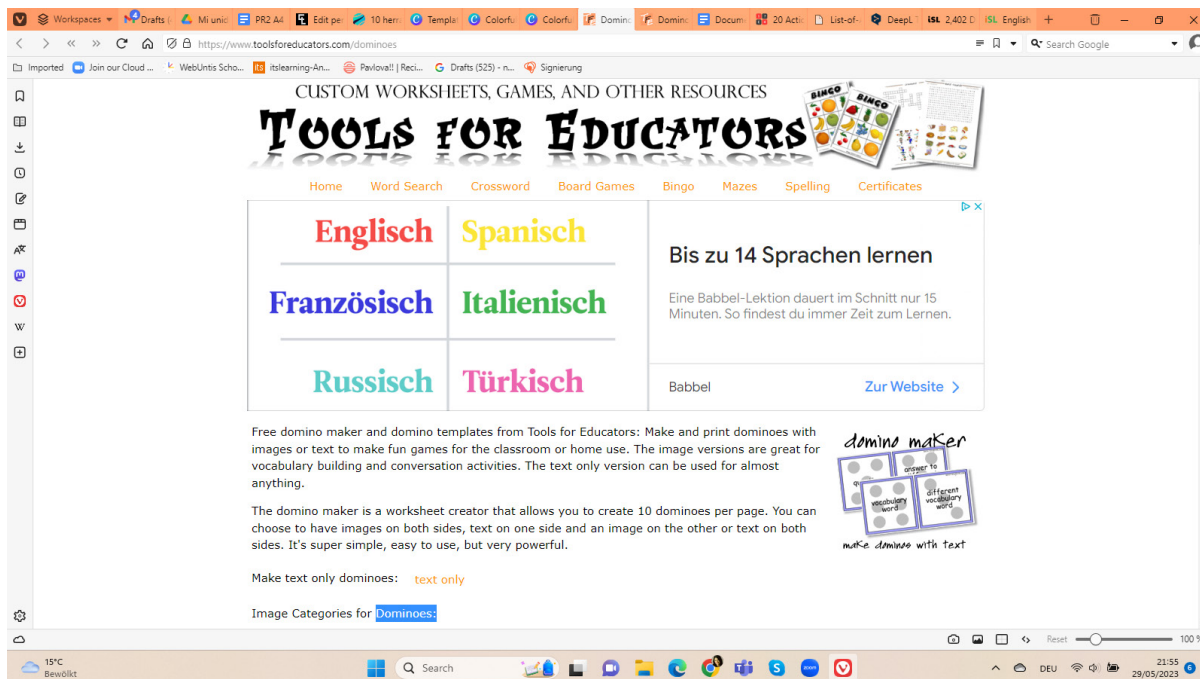 Workspaces
4
Drafts (
Mi unid
PR2 A4
Edit pe
10 herr
Templa
Colorfu
Colorfu
Domino
Domino
Docum
20 Actio
List-of-
DeepL
iSL 2,402 D
iSL English
https://www.toolsforeducators.com/dominoes
Search Google
Imported
Join our Cloud ...
WebUntis Scho...
its itslearning-An...
Pavlova!! | Reci...
G Drafts (525) - n...
Signierung
CUSTOM WORKSHEETS, GAMES, AND OTHER RESOURCES
TOOLS FOR EDUCATORS
BINGO
BINGO
Home Word Search Crossword Board Games Bingo Mazes Spelling Certificates
Englisch Spanisch
Französisch Italienisch
Russisch Türkisch
Bis zu 14 Sprachen lernen
Eine Babbel-Lektion dauert im Schnitt nur 15
Minuten. So findest du immer Zeit zum Lernen.
Babbel Zur Website
Free domino maker and domino templates from Tools for Educators: Make and print dominoes with
images or text to make fun games for the classroom or home use. The image versions are great for
vocabulary building and conversation activities. The text only version can be used for almost
anything.
The domino maker is a worksheet creator that allows you to create 10 dominoes per page. You can
choose to have images on both sides, text on one side and an image on the other or text on both
sides. It's super simple, easy to use, but very powerful.
domino maker
answer to
vocabulary
word
different
vocabulary
word
make dominos with text
Make text only dominoes: text only
Image Categories for Dominoes:
Reset
100 %
15°C
Bewölkt
Search
zoom
DEU
21:55
29/05/2023
6